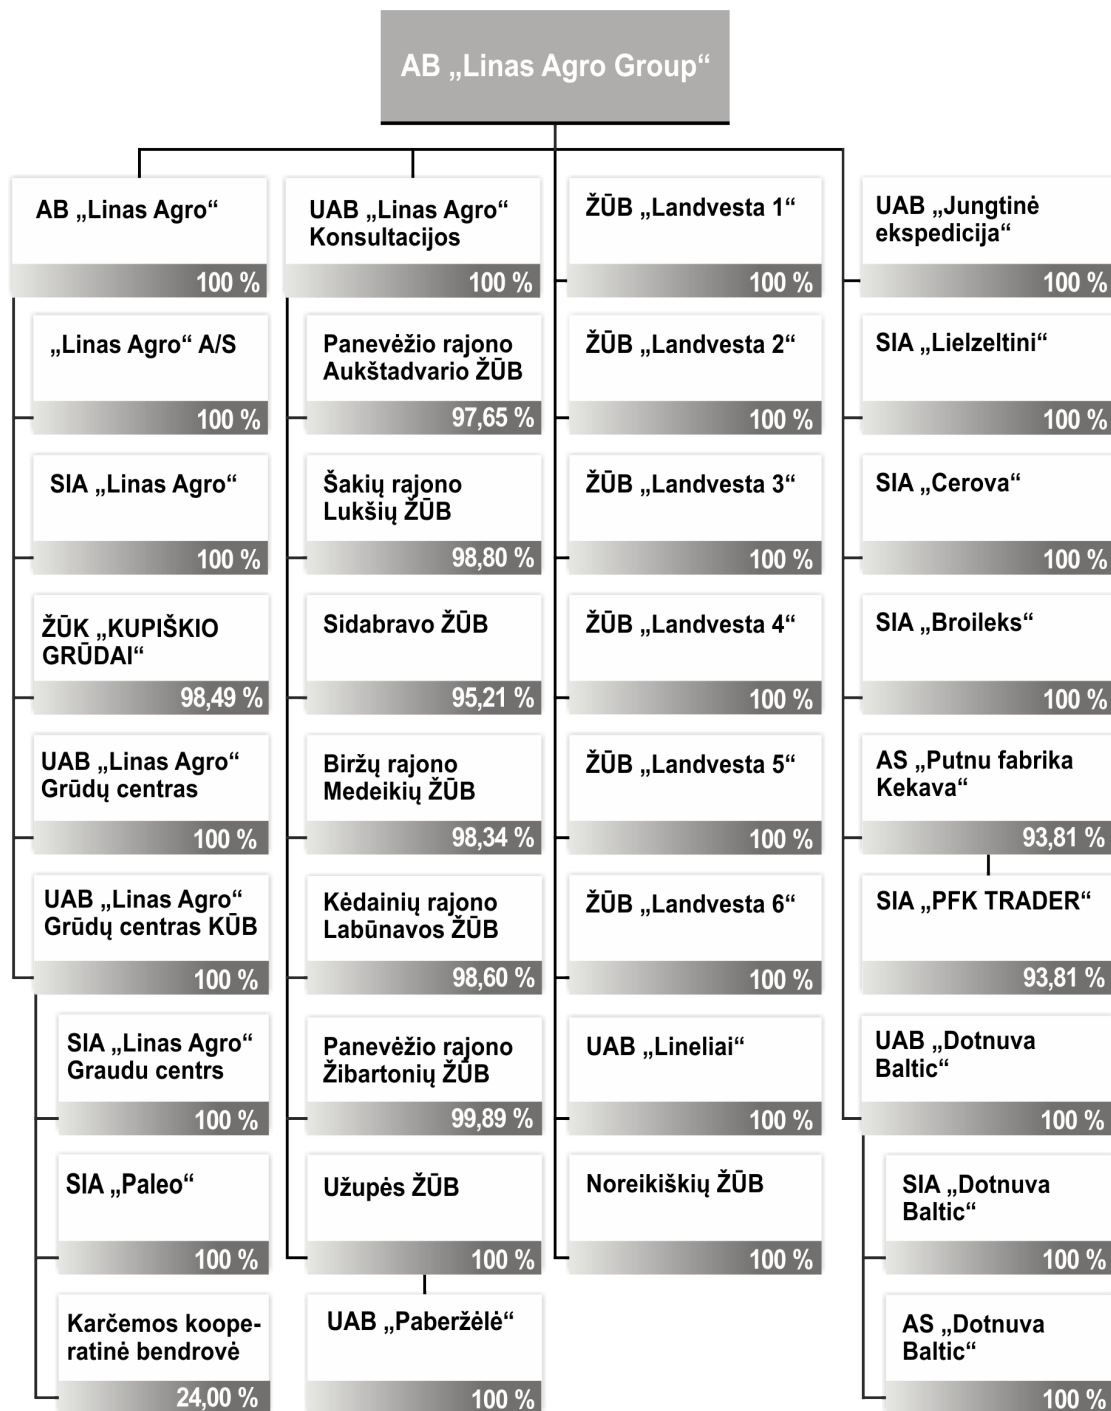 AB „Linas Agro Group“
AB „Linas Agro“
100 %
„Linas Agro“ A/S
100 %
SIA „Linas Agro“
100 %
ŽŪK „KUPIŠKIO
GRŪDAI“
98,49 %
UAB „Linas Agro“
Grūdų centras
100 %
UAB „Linas Agro“
Grūdų centras KŪB
100 %
SIA „Linas Agro“
Graudu centrs
100 %
SIA „Paleo“
100 %
Karčemos koope-
ratinė bendrovė
24,00 %
UAB „Linas Agro“
Konsultacijos
100 %
Panevėžio rajono
Aukštadvario ŽŪB
97,65 %
Šakių rajono
Lukšių ŽŪB
98,80 %
Sidabravo ŽŪB
95,21 %
Biržų rajono
Medeikių ŽŪB
98,34 %
Kėdainių rajono
Labūnavos ŽŪB
98,60 %
Panevėžio rajono
Žibartonių ŽŪB
99,89 %
Užupės ŽŪB
100 %
UAB „Paberžėlė“
100 %
ŽŪB „Landvesta 1“
100 %
ŽŪB „Landvesta 2“
100 %
ŽŪB „Landvesta 3“
100 %
ŽŪB „Landvesta 4“
100 %
ŽŪB „Landvesta 5“
100 %
ŽŪB „Landvesta 6“
100 %
UAB „Lineliai“
100 %
Noreikiškių ŽŪB
100 %
UAB „Jungtinė
ekspedicija“
100 %
SIA „Lielzeltini“
100 %
SIA „Cerova“
100 %
SIA „Broileks“
100 %
AS „Putnu fabrika
Kekava“
93,81 %
SIA „PFK TRADER“
93,81 %
UAB „Dotnuva
Baltic“
100 %
SIA „Dotnuva
Baltic“
100 %
AS „Dotnuva
Baltic“
100 %